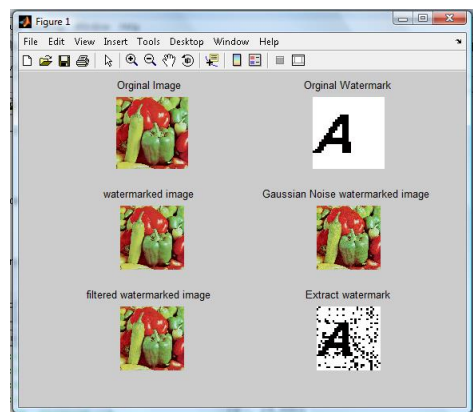 Figure 1
File Edit View Insert Tools Desktop Window Help
Orginal Image
Orginal Watermark
A
watermarked image
Gaussian Noise watermarked image
filtered watermarked image
Extract watermark
A